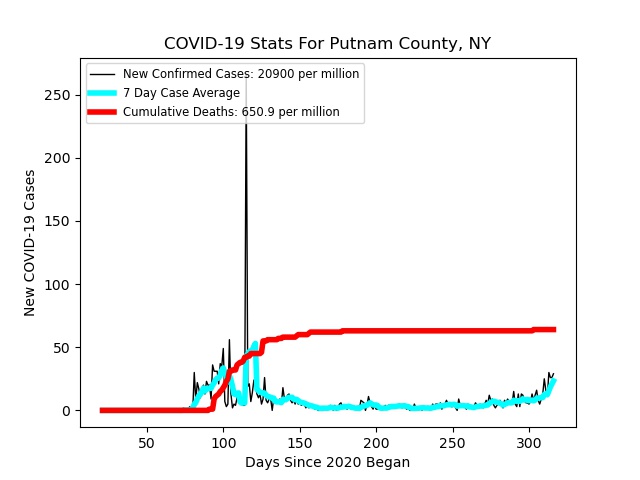 COVID-19 Stats For Putnam County, NY
New Confirmed Cases: 20900 per million
7 Day Case Average
Cumulative Deaths: 650.9 per million
New COVID-19 Cases
250
200
150
100
50
0
50 100 150 200 250 300
Days Since 2020 Began